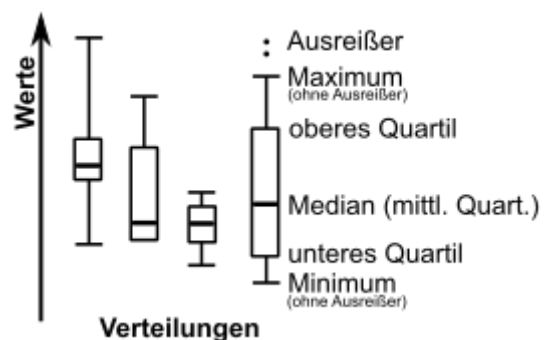 Werte
Ausreißer
Maximum
(ohne Ausreißer)
oberes Quartil
Median (mittl. Quart.)
unteres Quartil
Minimum
(ohne Ausreißer)
Verteilungen